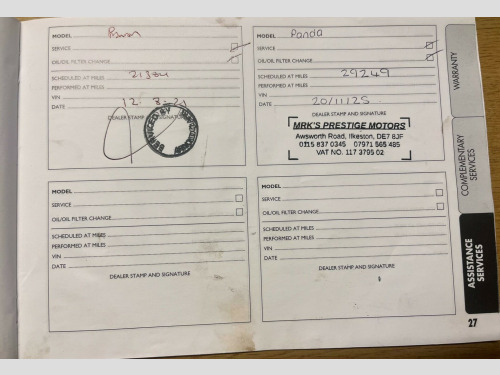 MODEL
SERVICE
OIL/OIL FILTER CHANGE
SCHEDULED AT MILES
PERFORMED AT MILES
VIN
DATE 12.8.
DEALER STAMP AND SIGNATURE
MODEL Panda
SERVICE
OIL/OIL FILTER CHANGE
SCHEDULED AT MILES 29249
PERFORMED AT MILES
VIN
DATE 20/11/25
DEALER STAMP AND SIGNATURE
MRK'S PRESTIGE MOTORS
Awsworth Road, Ilkeston, DE7 8JF
0115 837 0345 07971 565 485
VAT NO. 117 3795 02
MODEL
SERVICE
OIL/OIL FILTER CHANGE
SCHEDULED AT MILES
PERFORMED AT MILES
VIN
DATE
DEALER STAMP AND SIGNATURE
MODEL
SERVICE
OIL/OIL FILTER CHANGE
SCHEDULED AT MILES
PERFORMED AT MILES
VIN
DATE
DEALER STAMP AND SIGNATURE
WARRANTY
COMPLEMENTARY
SERVICES
ASSISTANCE
SERVICES
27